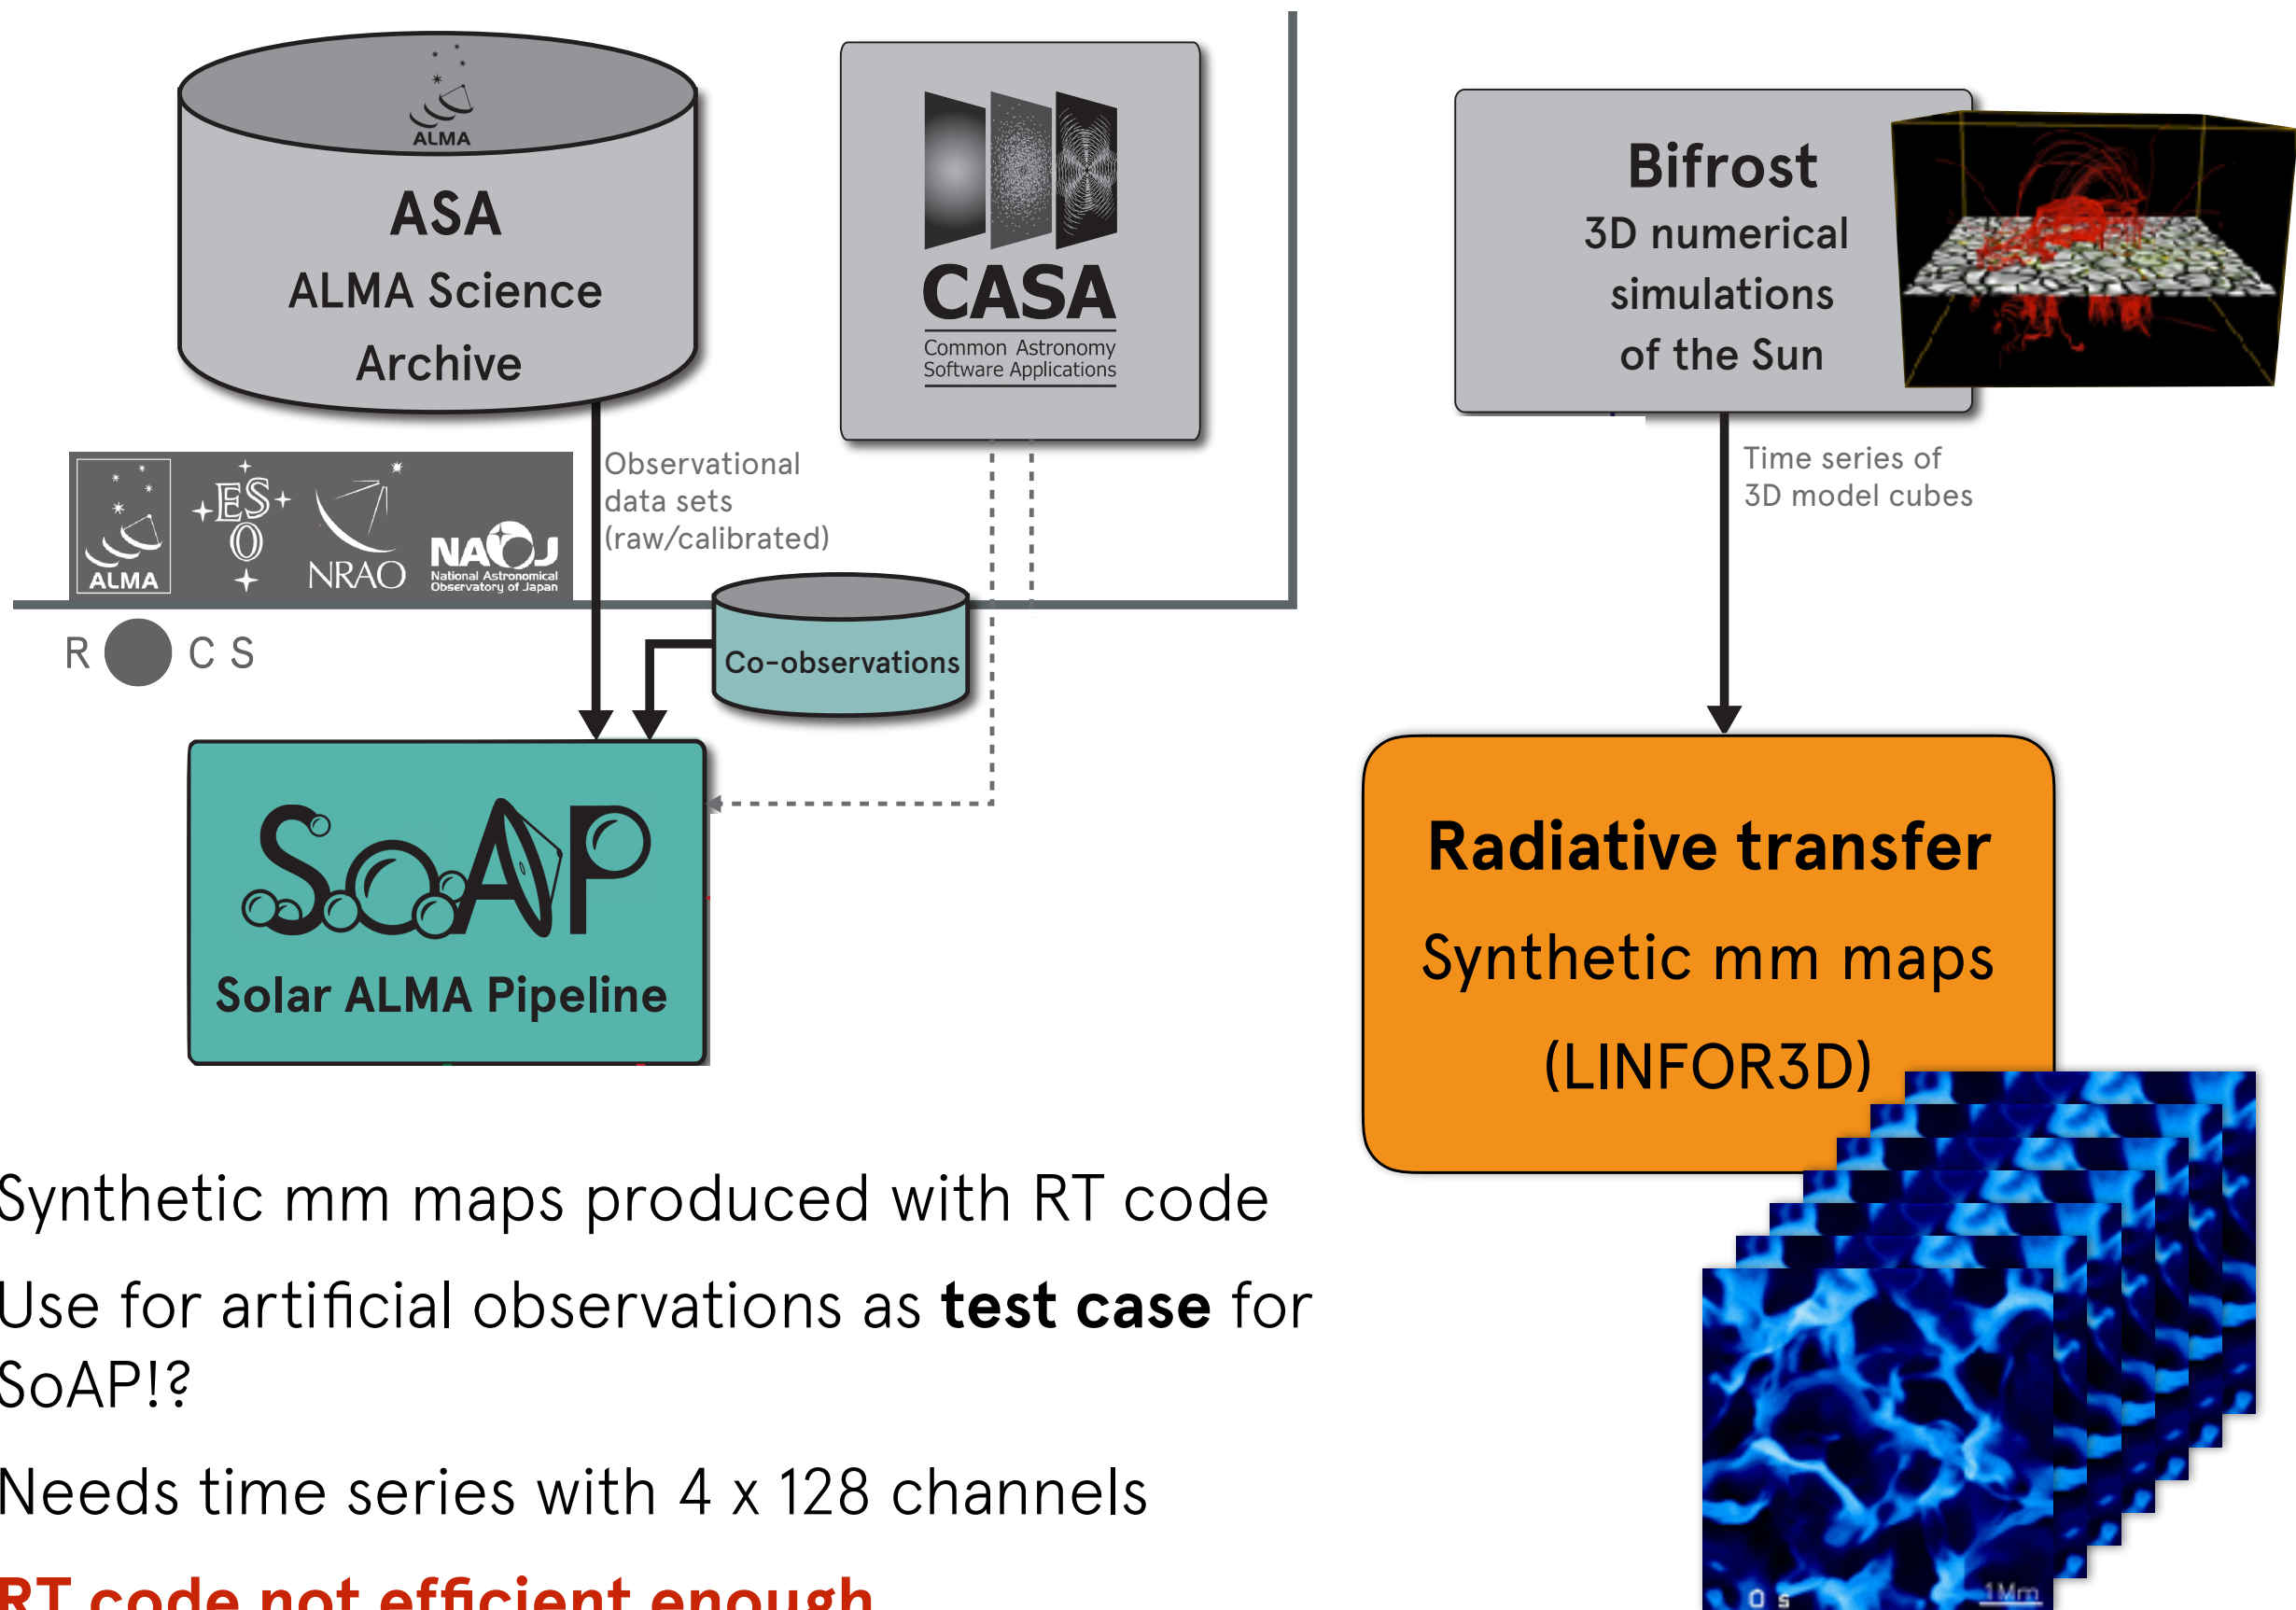 ALMA
ASA
ALMA Science
Archive
CASA
Common Astronomy
Software Applications
Bifrost
3D numerical
simulations
of the Sun
Observational
data sets
(raw/calibrated)
Time series of
3D model cubes
ALMA
ESO
NRAO
NAOJ
National Astronomical
Observatory of Japan
R CS
Co-observations
SoAP
Solar ALMA Pipeline
Radiative transfer
Synthetic mm maps
(LINFOR3D)
Synthetic mm maps produced with RT code
Use for artificial observations as test case for
SoAP!?
Needs time series with 4 x 128 channels
RT code not efficient enough
0 s
1Mm